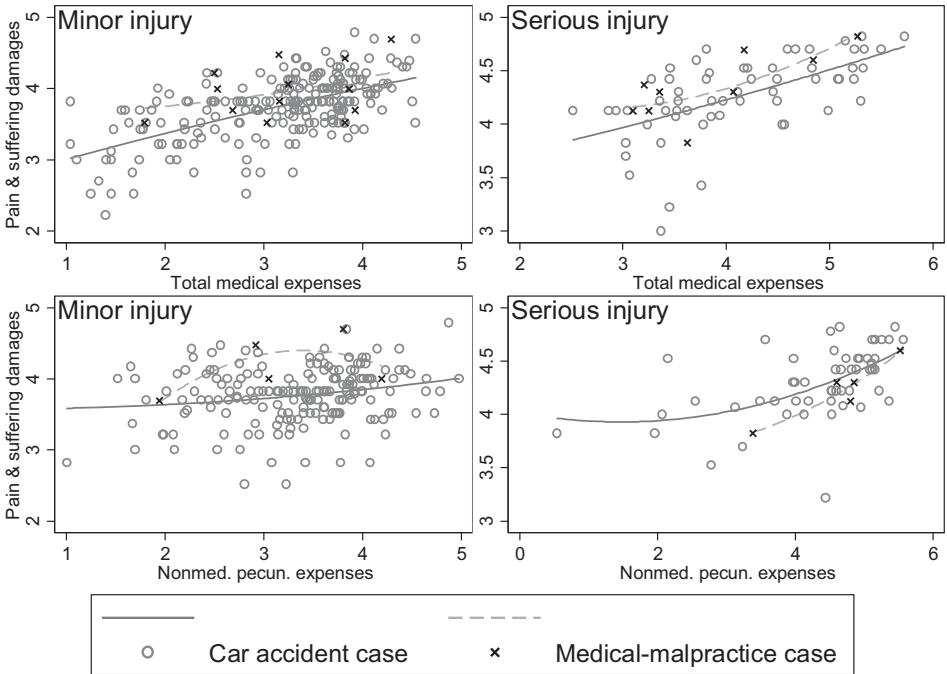 Minor injury
Serious injury
Pain & suffering damages
5
4
3
2
5
4.5
4
3.5
3
1 2 3 4 5
2 3 4 5 6
Total medical expenses
Total medical expenses
Minor injury
Serious injury
Pain & suffering damages
5
4
3
2
5
4.5
4
3.5
3
1 2 3 4 5
0 2 4 6
Nonmed. pecun. expenses
Nonmed. pecun. expenses
Car accident case
Medical-malpractice case